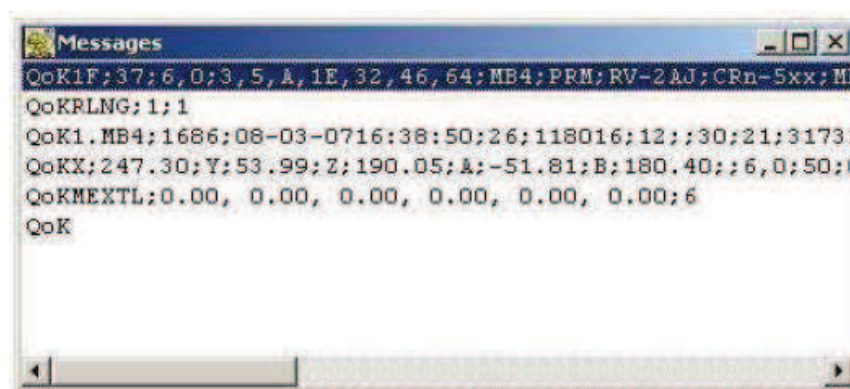 Messages
QoK1F;37;6,0;3,5,A,1E,32,46,64;MB4;PRM;RV-2AJ;CRn-5xx;M
QoKRLNG;1;1
QoK1.MB4;1686;08-03-0716:38:50;26;118016;12;;30;21;3173
QoKX;247.30;Y;53.99;Z;190.05;A;-51.81;B;180.40;;6,0;50;
QoKMEXTL;0.00, 0.00, 0.00, 0.00, 0.00, 0.00;6
QoK